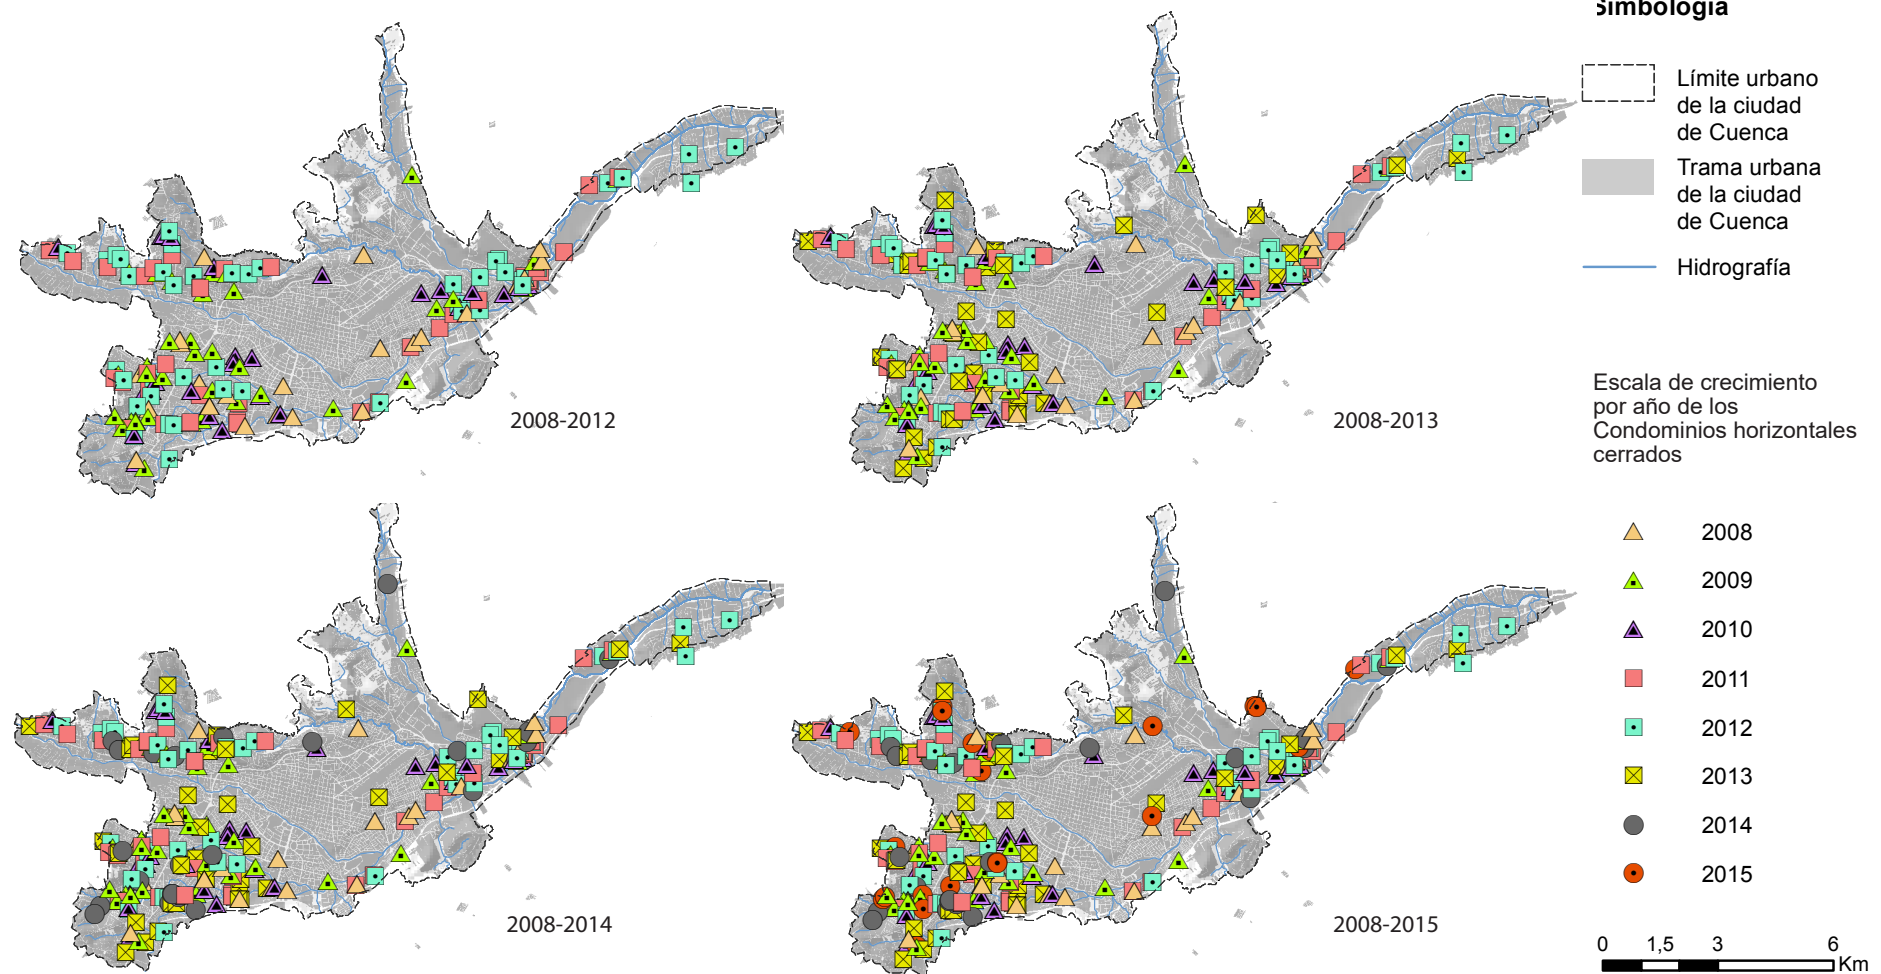 Simbología
Límite urbano
de la ciudad
de Cuenca
Trama urbana
de la ciudad
de Cuenca
Hidrografía
Escala de crecimiento
por año de los
Condominios horizontales
cerrados
2008
2009
2010
2011
2012
2013
2014
2015
0 1,5 3 6
Km
2008-2012
2008-2013
2008-2014
2008-2015